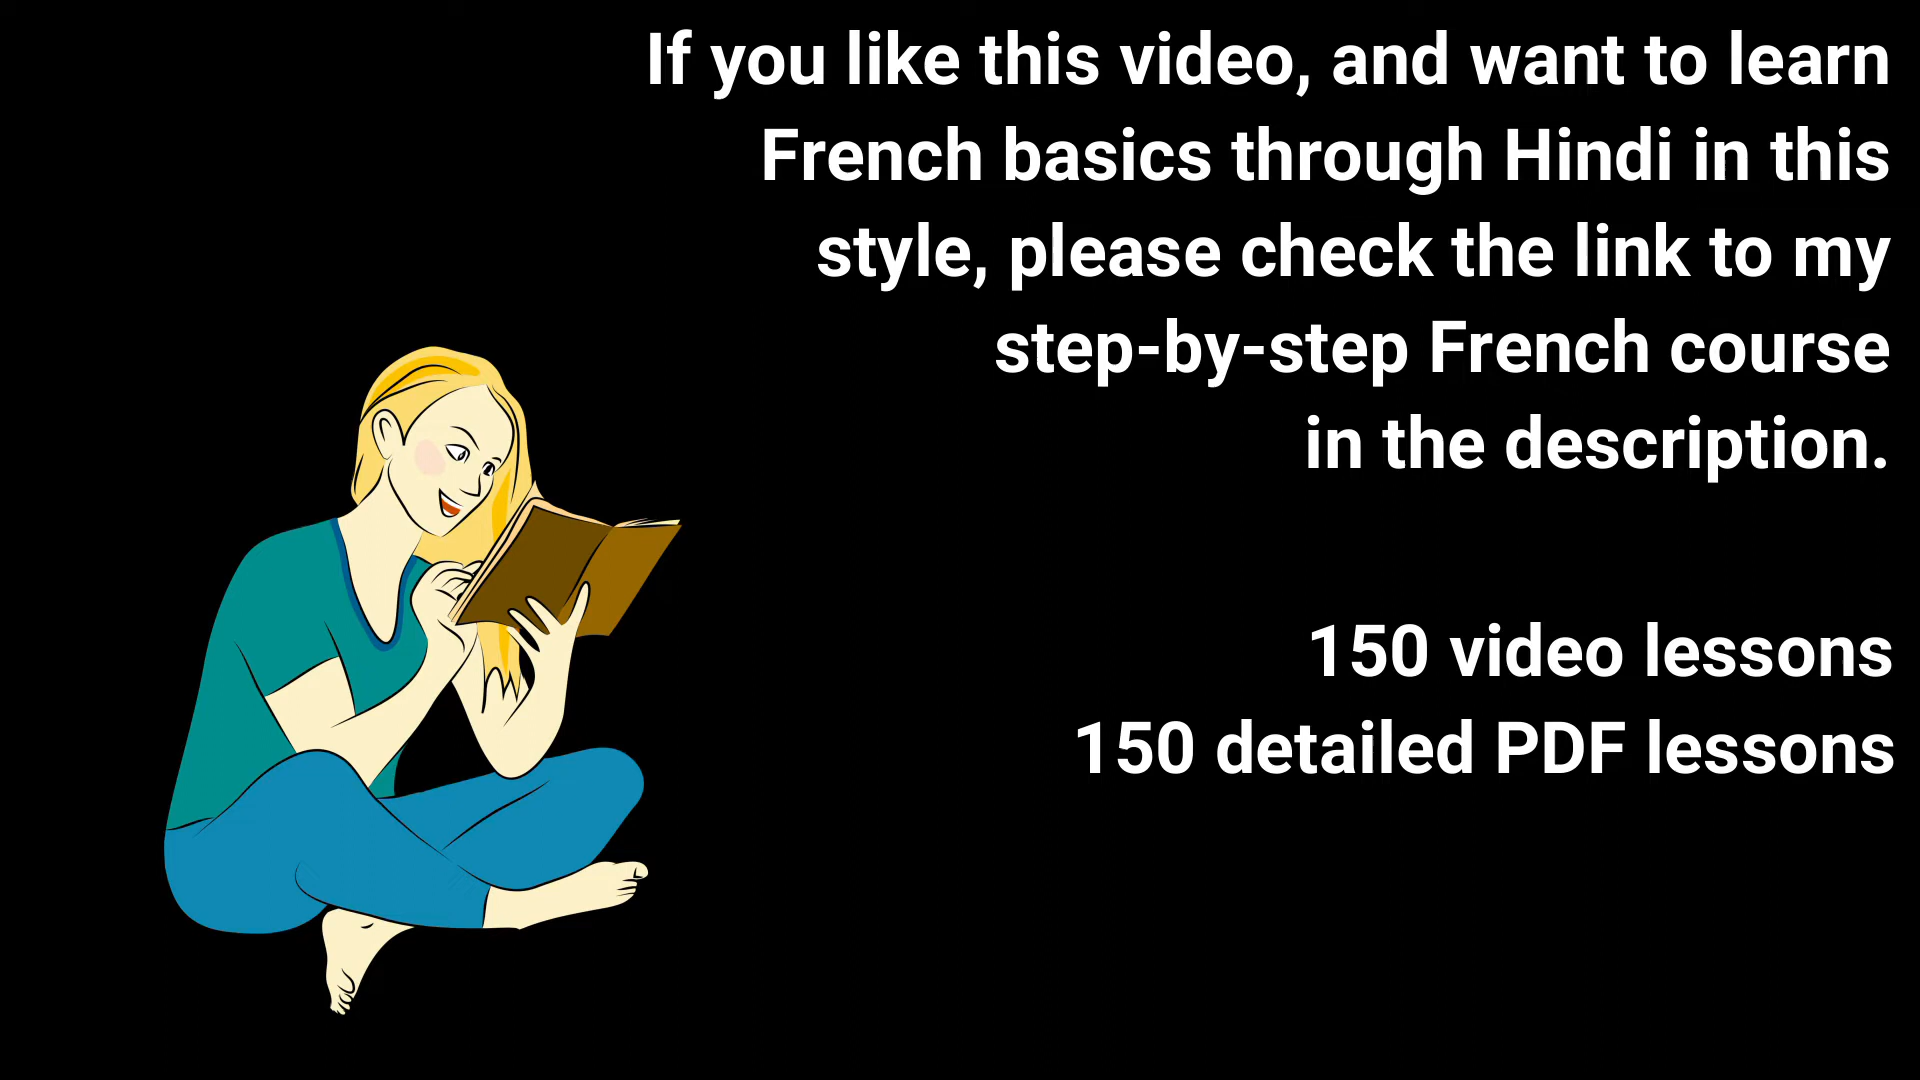 If you like this video, and want to learn
French basics through Hindi in this
style, please check the link to my
step-by-step French course
in the description.
150 video lessons
150 detailed PDF lessons